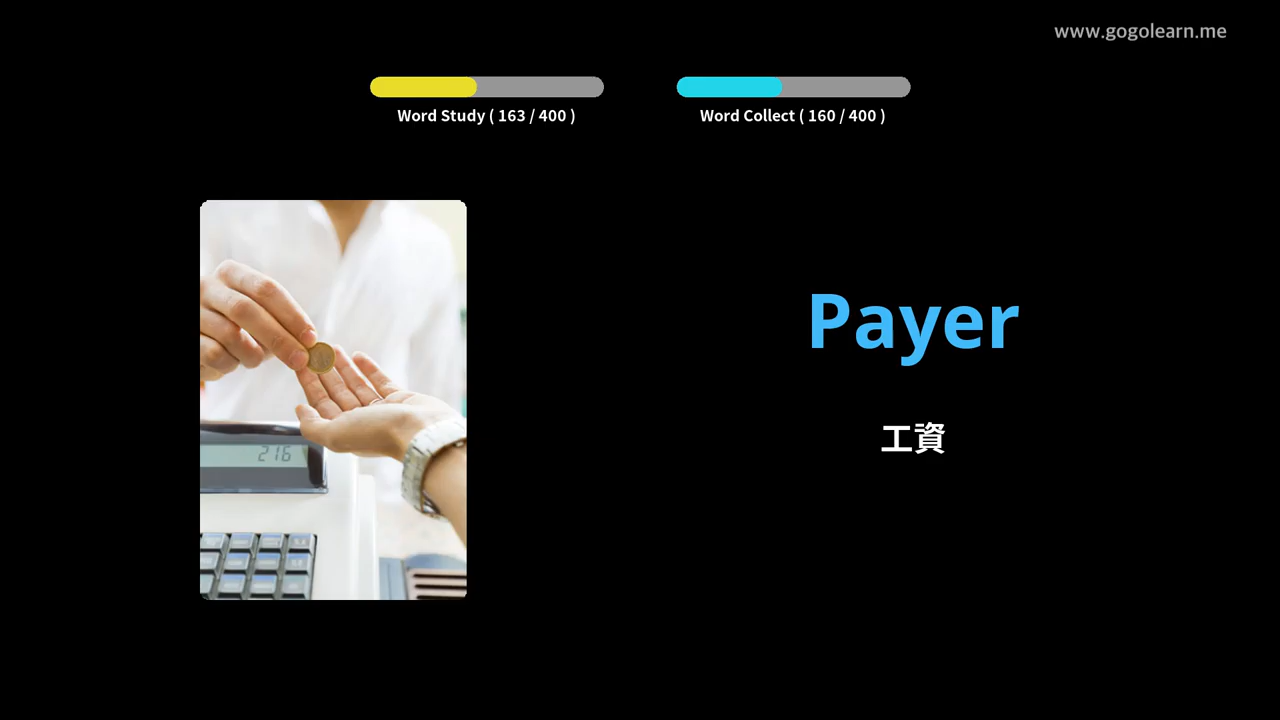 www.gogolearn.me
Word Study ( 163 / 400 )
Word Collect ( 160 / 400 )
Payer
工資
216